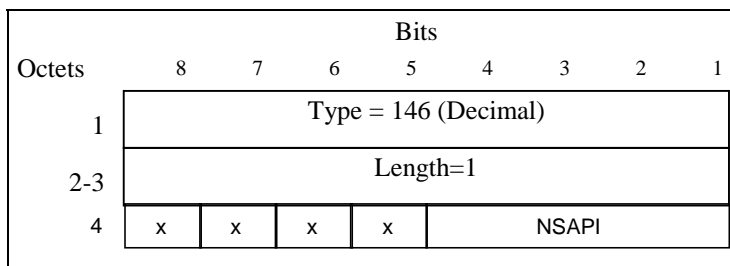 Bits
Octets 8 7 6 5 4 3 2 1
1 Type = 146 (Decimal)
2-3 Length=1
4 x x x x NSAPI